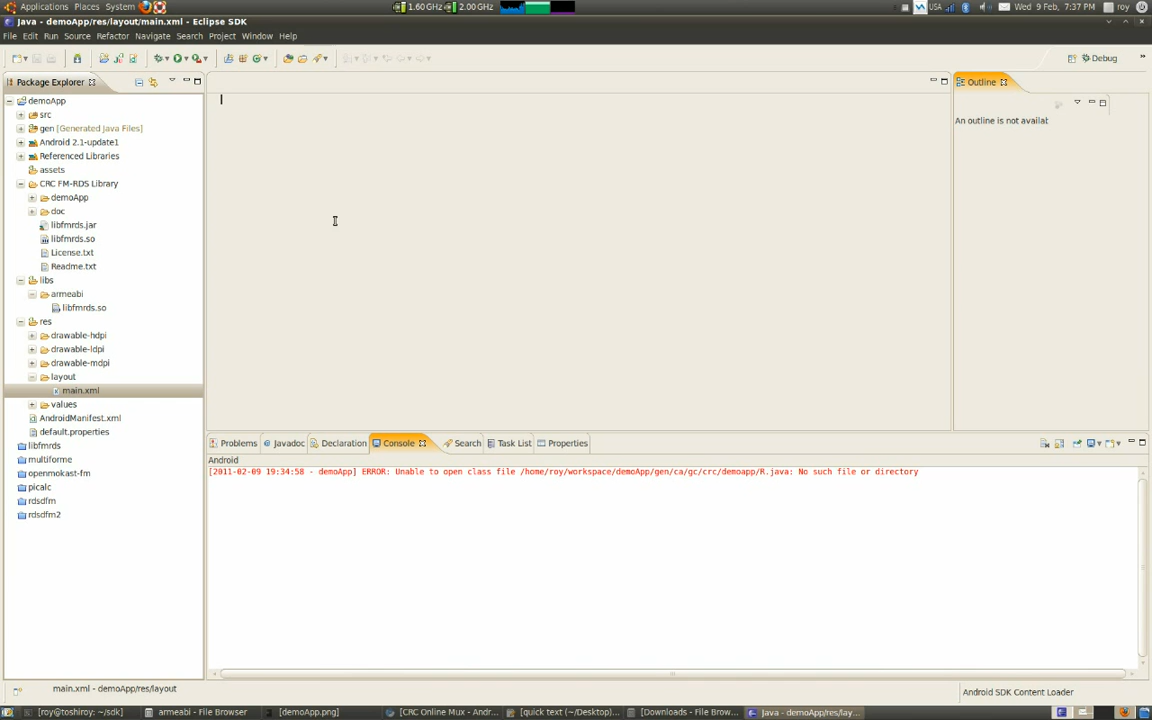 Applications Places System 1.60 GHz 2.00 GHz USA Wed 9 Feb, 7:37 PM roy
Java - demoApp/res/layout/main.xml - Eclipse SDK
File Edit Run Source Refactor Navigate Search Project Window Help
Debug
Package Explorer
Outline
demoApp
An outline is not availat
src
gen [Generated Java Files]
Android 2.1-update1
Referenced Libraries
assets
CRC FM-RDS Library
demoApp
doc
libfmrds.jar
libfmrds.so
License.txt
Readme.txt
libs
armeabi
libfmrds.so
res
drawable-hdpi
drawable-ldpi
drawable-mdpi
layout
main.xml
values
AndroidManifest.xml
default.properties
libfmrds
multiforme
openmokast-fm
picalc
rdsdfm
rdsdfm2
Problems Javadoc Declaration Console Search Task List Properties
Android
[2011-02-09 19:34:58 - demoApp] ERROR: Unable to open class file /home/roy/workspace/demoApp/gen/ca/gc/crc/demoapp/R.java: No such file or directory
main.xml - demoApp/res/layout
Android SDK Content Loader
[roy@toshiroy: ~/sdk] armeabi - File Browser [demoApp.png] [CRC Online Mux - Andr... [quick text (~/Desktop)... [Downloads - File Brow... Java - demoApp/res/lay...